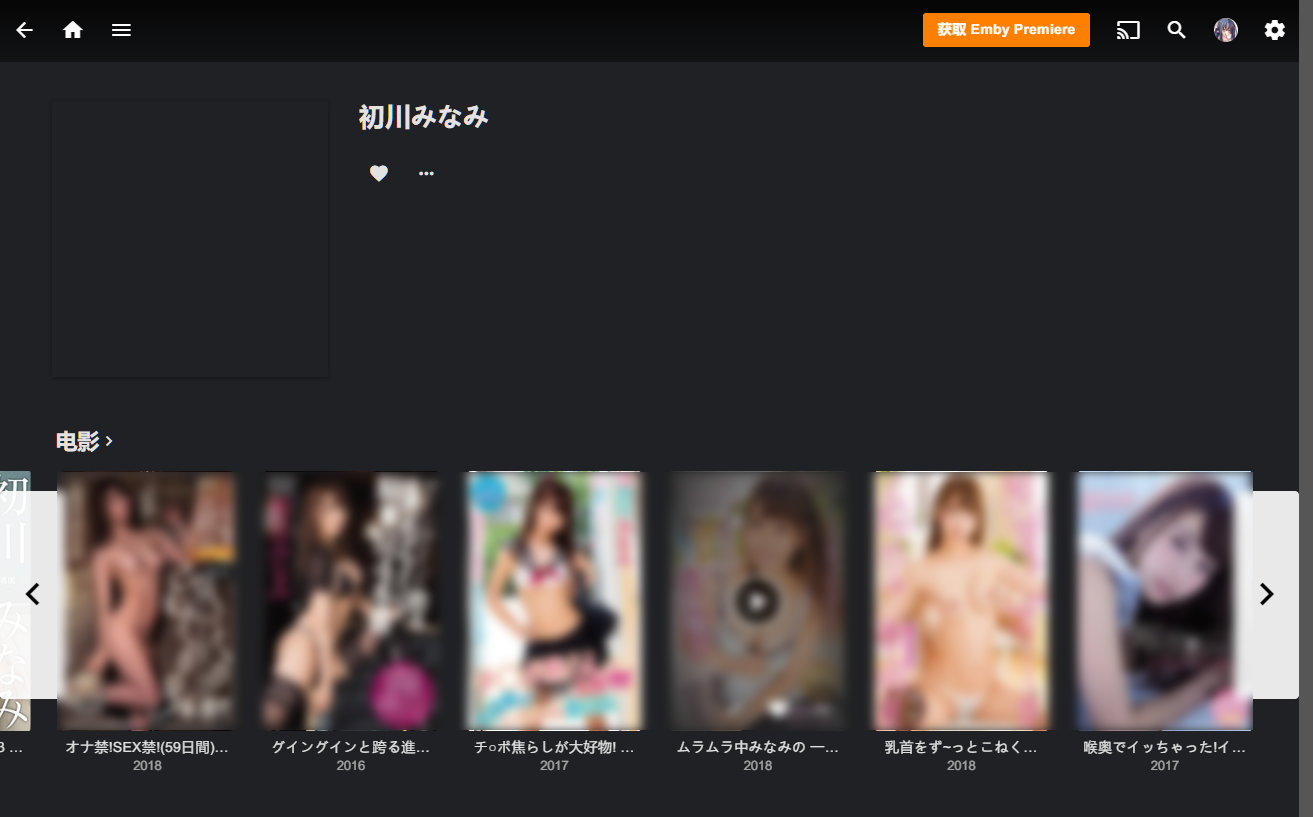 获取 Emby Premiere
初川みなみ
电影
初川
みなみ
オナ禁!SEX禁!(59日間)...
2018
グイングインと跨る進...
2016
チ○ポ焦らしが大好物! ...
2017
ムラムラ中みなみの 一...
2018
乳首をず~っとこねく...
2018
喉奥でイッちゃった!イ...
2017